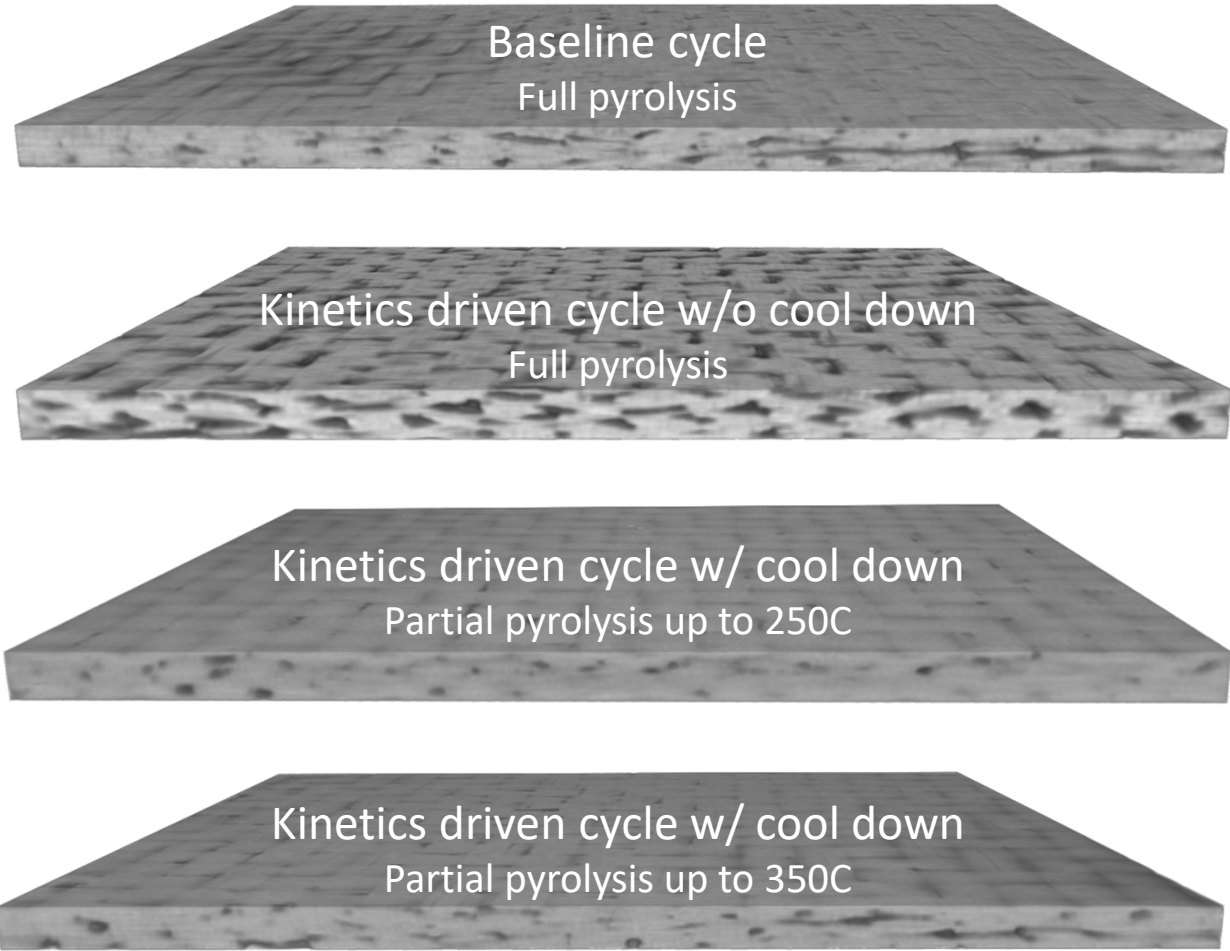 Baseline cycle
Full pyrolysis
Kinetics driven cycle w/o cool down
Full pyrolysis
Kinetics driven cycle w/ cool down
Partial pyrolysis up to 250C
Kinetics driven cycle w/ cool down
Partial pyrolysis up to 350C